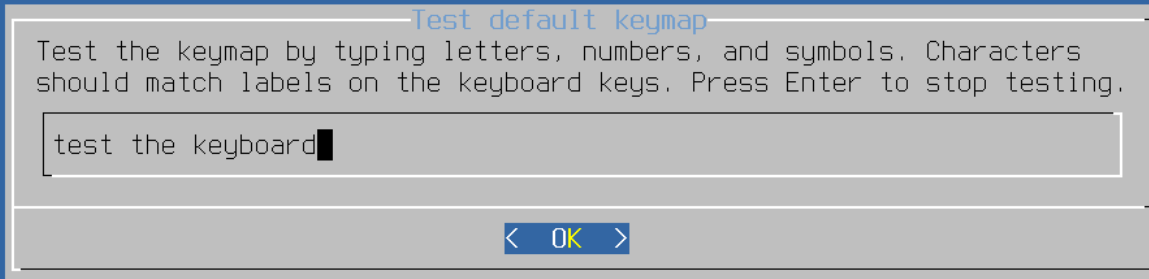 Test default keymap
Test the keymap by typing letters, numbers, and symbols. Characters
should match labels on the keyboard keys. Press Enter to stop testing.
test the keyboard
< OK >